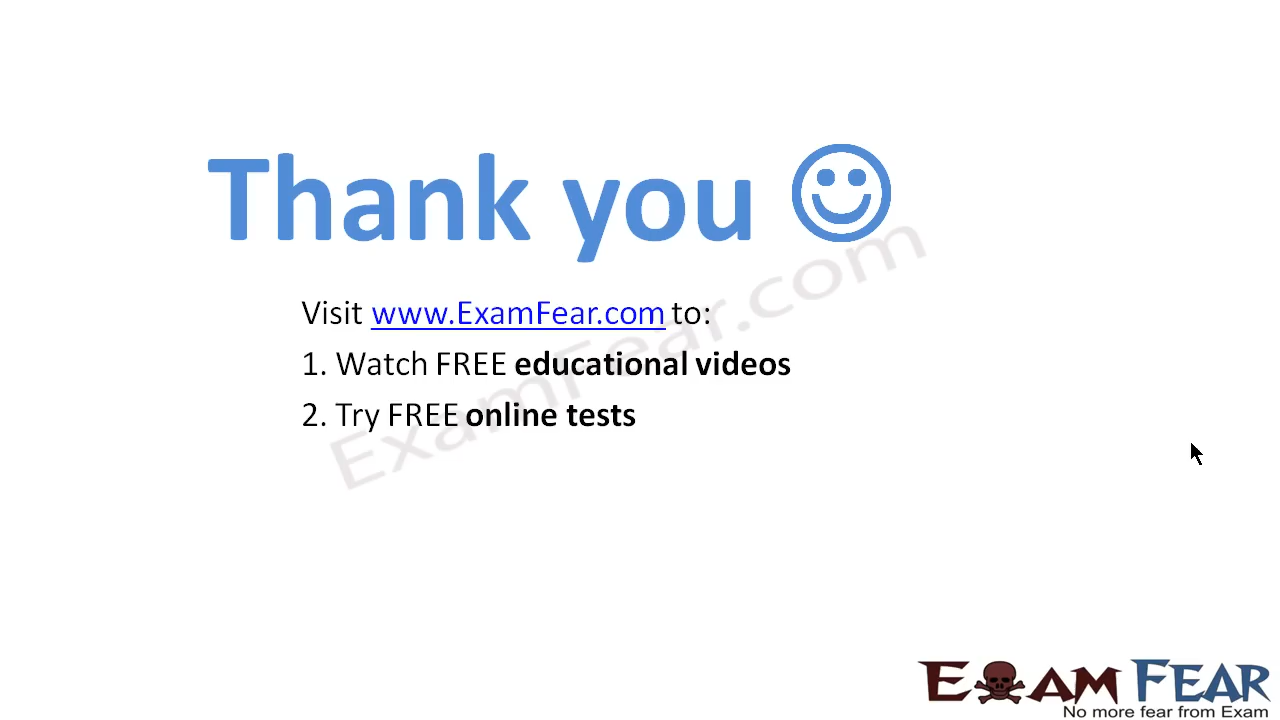 Thank you
Visit www.ExamFear.com to:
1. Watch FREE educational videos
2. Try FREE online tests
ExamFear.com
EXAM FEAR
No more fear from Exam